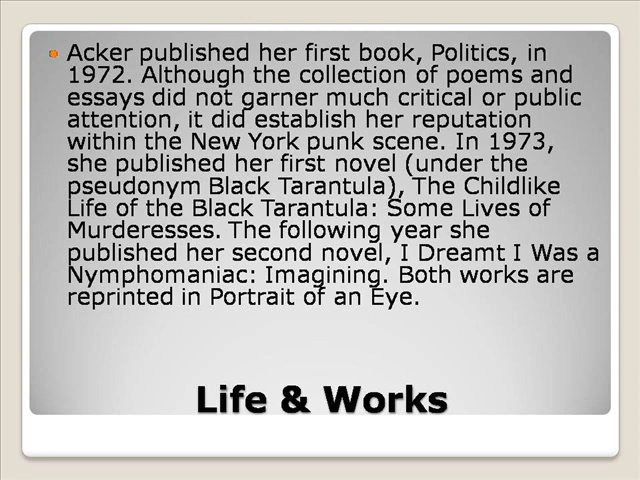 Acker published her first book, Politics, in
1972. Although the collection of poems and
essays did not garner much critical or public
attention, it did establish her reputation
within the New York punk scene. In 1973,
she published her first novel (under the
pseudonym Black Tarantula), The Childlike
Life of the Black Tarantula: Some Lives of
Murderesses. The following year she
published her second novel, I Dreamt I Was a
Nymphomaniac: Imagining. Both works are
reprinted in Portrait of an Eye.
Life & Works